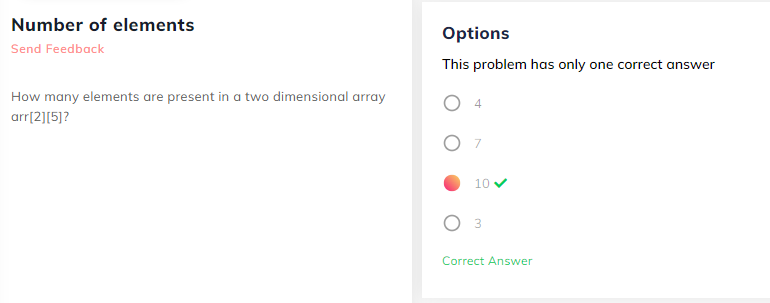 Number of elements
Send Feedback
How many elements are present in a two dimensional array
arr[2][5]?
Options
This problem has only one correct answer
4
7
10
3
Correct Answer